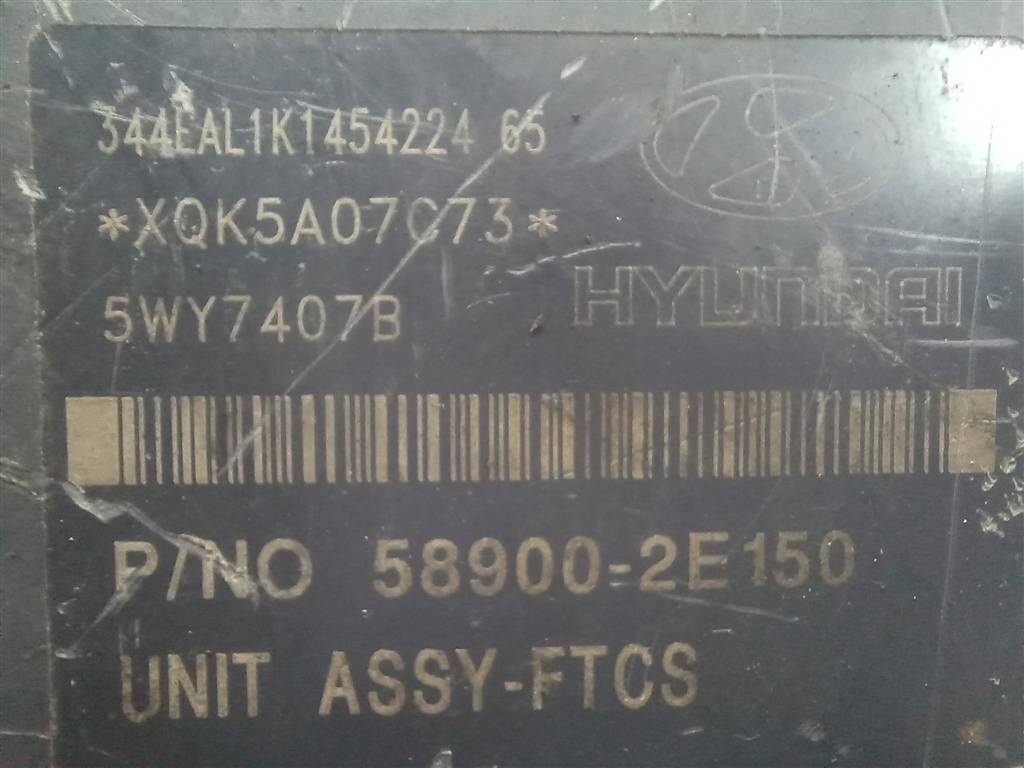 344EAL1K1454224 65
*XQK5A07C73*
5WY7407B
HYUNDAI
P/NO 58900-2E150
UNIT ASSY-FTCS